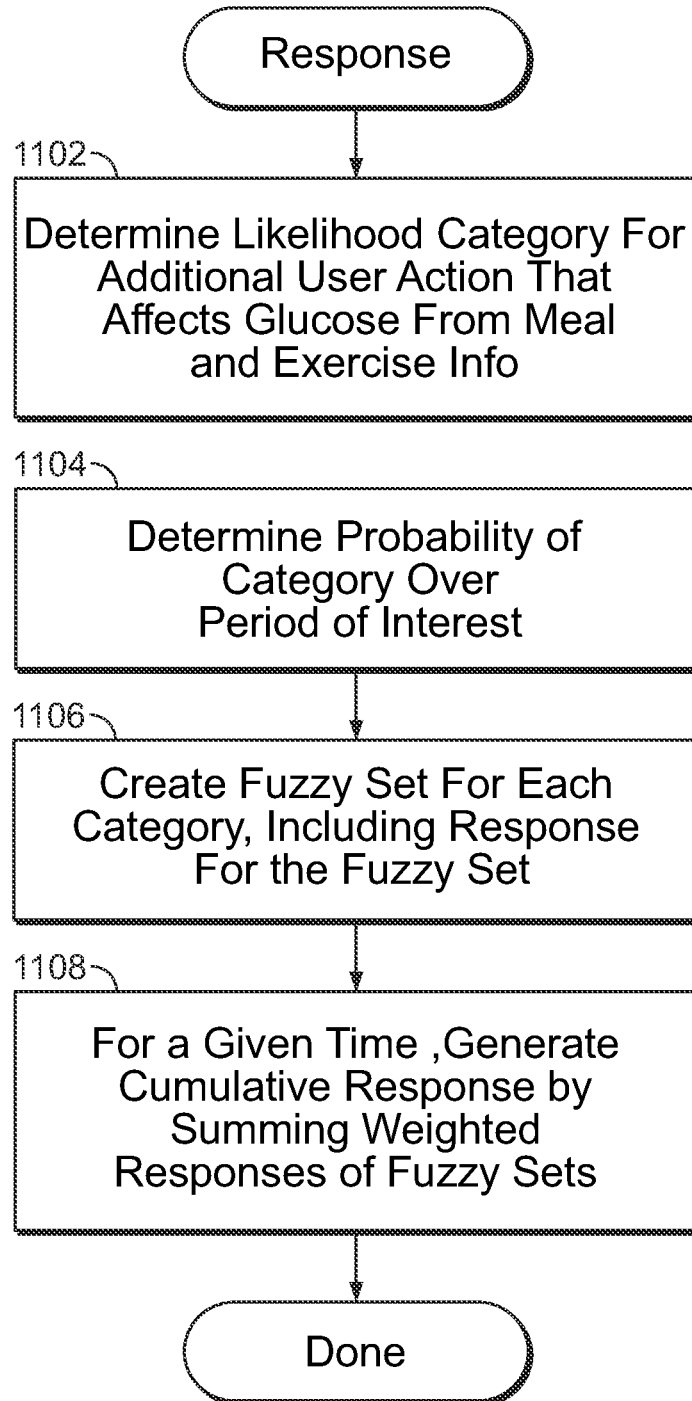 Response
1102
Determine Likelihood Category For
Additional User Action That
Affects Glucose From Meal
and Exercise Info
1104
Determine Probability of
Category Over
Period of Interest
1106
Create Fuzzy Set For Each
Category, Including Response
For the Fuzzy Set
1108
For a Given Time ,Generate
Cumulative Response by
Summing Weighted
Responses of Fuzzy Sets
Done